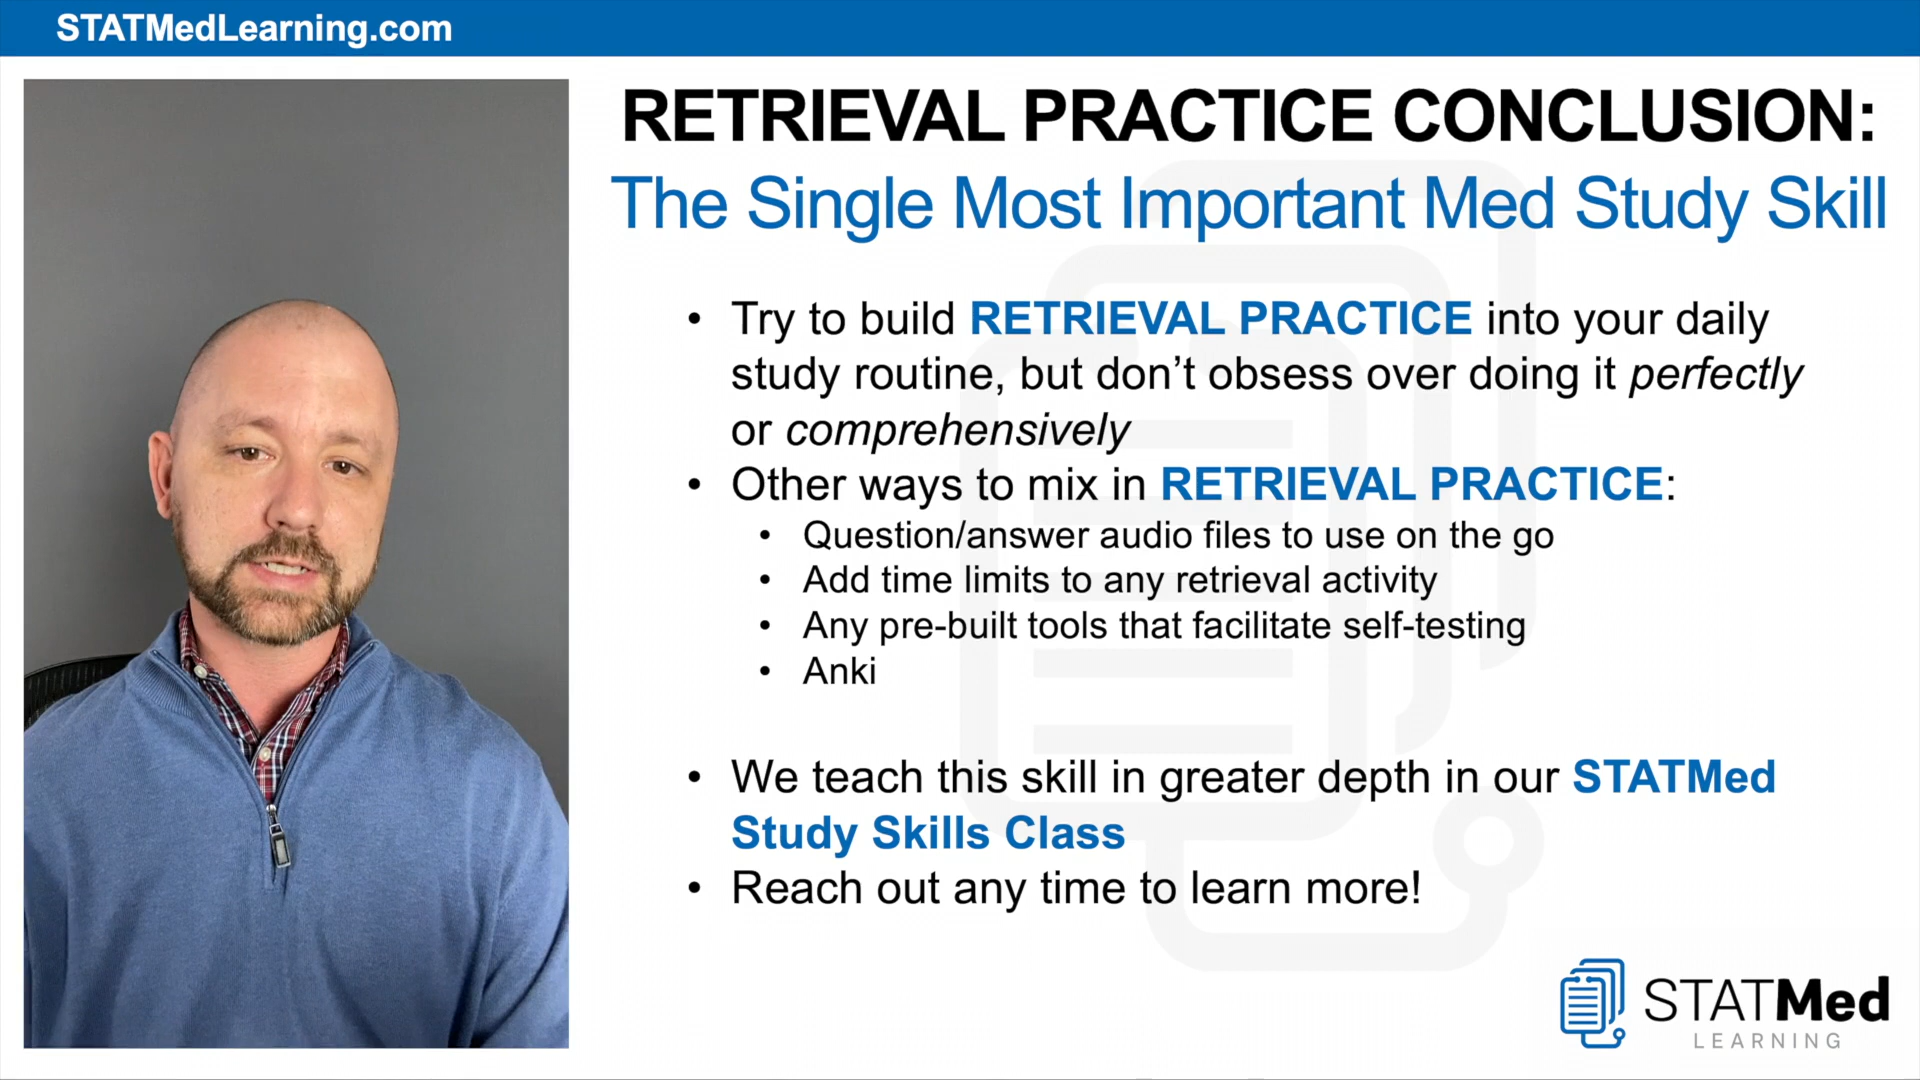 STATMedLearning.com
RETRIEVAL PRACTICE CONCLUSION:
The Single Most Important Med Study Skill
• Try to build RETRIEVAL PRACTICE into your daily
study routine, but don’t obsess over doing it perfectly
or comprehensively
• Other ways to mix in RETRIEVAL PRACTICE:
• Question/answer audio files to use on the go
• Add time limits to any retrieval activity
• Any pre-built tools that facilitate self-testing
• Anki
• We teach this skill in greater depth in our STATMed
Study Skills Class
• Reach out any time to learn more!
STATMed
LEARNING